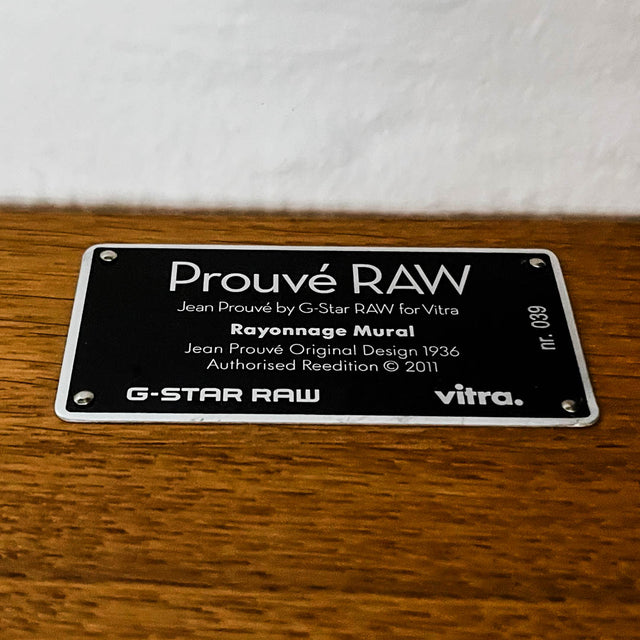 Prouvé RAW
Jean Prouvé by G-Star RAW for Vitra
Rayonnage Mural
Jean Prouvé Original Design 1936
Authorised Reedition © 2011
G-STAR RAW
vitra.
nr. 039